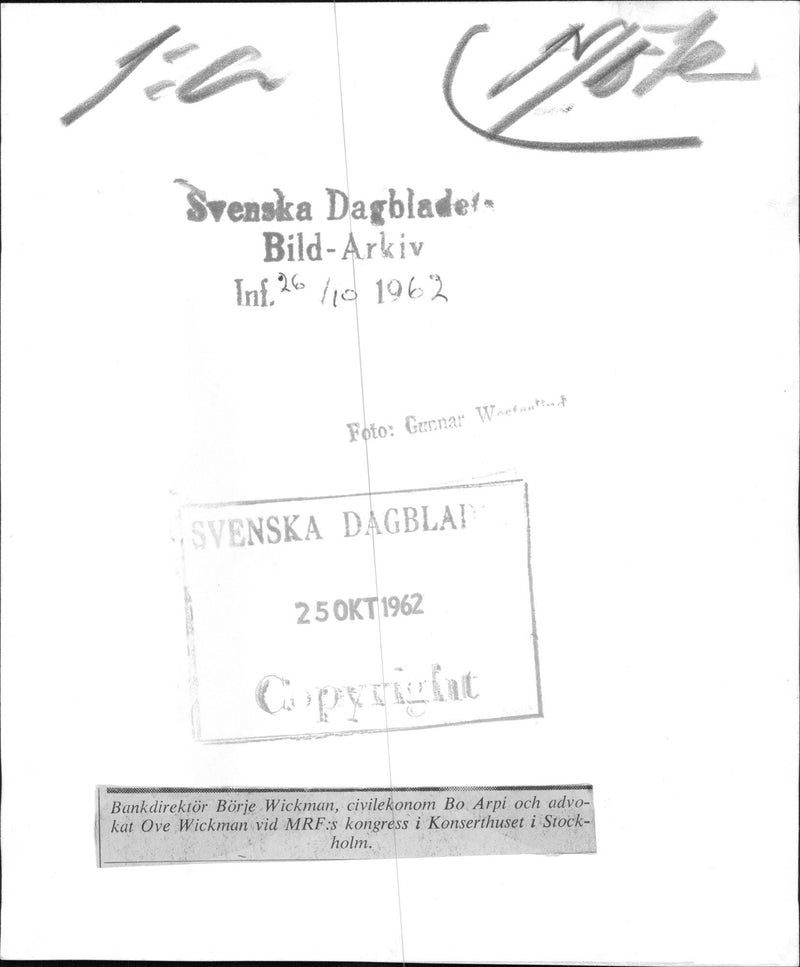 Svenska Dagbladets
Bild-Arkiv
Inf. 26/10 1962
Foto: Gunnar
SVENSKA DAGBLAD
25 OKT 1962
Copyright
Bankdirektör Börje Wickman, civilekonom Bo Arpi och advo-
kat Ove Wickman vid MRF:s kongress i Konserthuset i Stock-
holm.